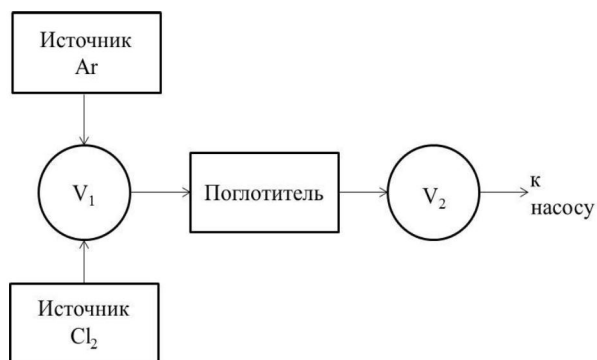 Источник
Ar
V₁
Поглотитель
V₂
к
насосу
Источник
Cl₂